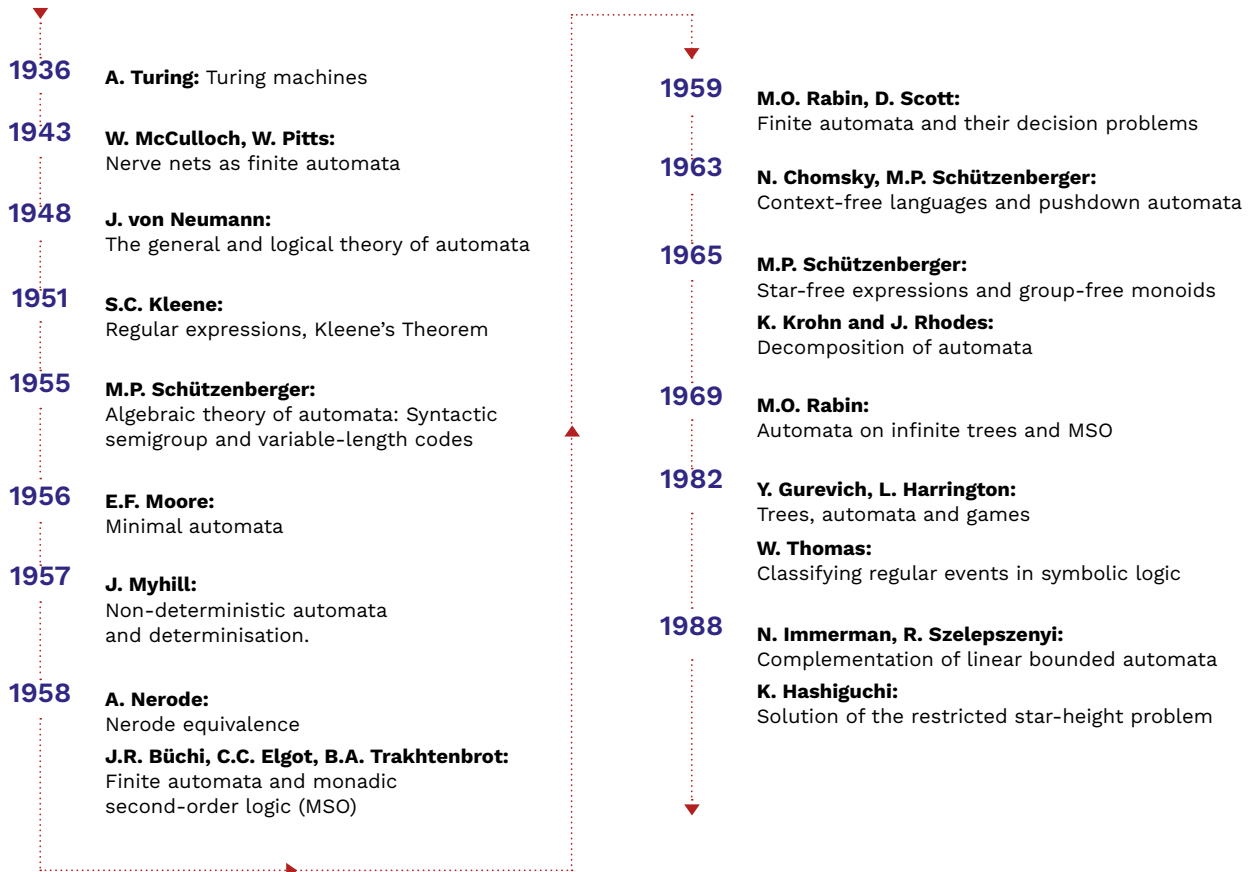 1936
A. Turing: Turing machines
1943
W. McCulloch, W. Pitts:
Nerve nets as finite automata
1948
J. von Neumann:
The general and logical theory of automata
1951
S.C. Kleene:
Regular expressions, Kleene’s Theorem
1955
M.P. Schützenberger:
Algebraic theory of automata: Syntactic
semigroup and variable-length codes
1956
E.F. Moore:
Minimal automata
1957
J. Myhill:
Non-deterministic automata
and determinisation.
1958
A. Nerode:
Nerode equivalence
J.R. Büchi, C.C. Elgot, B.A. Trakhtenbrot:
Finite automata and monadic
second-order logic (MSO)
1959
M.O. Rabin, D. Scott:
Finite automata and their decision problems
1963
N. Chomsky, M.P. Schützenberger:
Context-free languages and pushdown automata
1965
M.P. Schützenberger:
Star-free expressions and group-free monoids
K. Krohn and J. Rhodes:
Decomposition of automata
1969
M.O. Rabin:
Automata on infinite trees and MSO
1982
Y. Gurevich, L. Harrington:
Trees, automata and games
W. Thomas:
Classifying regular events in symbolic logic
1988
N. Immerman, R. Szelepszenyi:
Complementation of linear bounded automata
K. Hashiguchi:
Solution of the restricted star-height problem